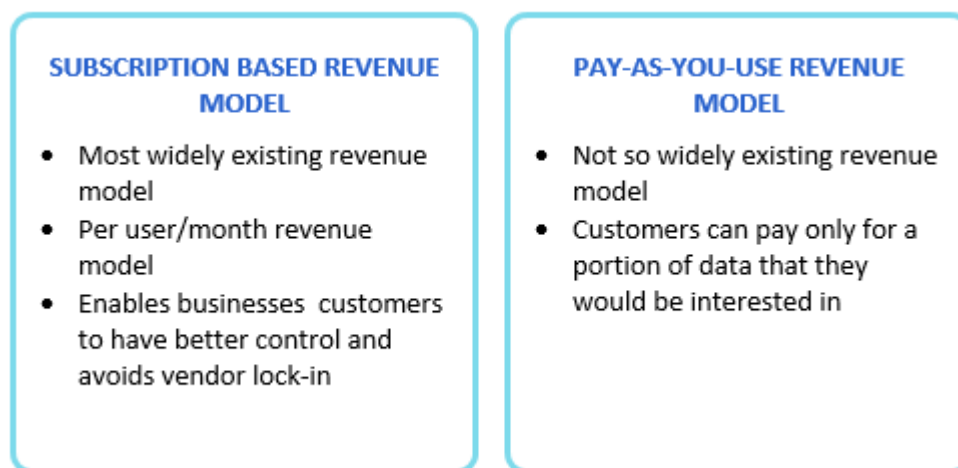 SUBSCRIPTION BASED REVENUE
MODEL
• Most widely existing revenue
model
• Per user/month revenue
model
• Enables businesses  customers
to have better control and
avoids vendor lock-in
PAY-AS-YOU-USE REVENUE
MODEL
• Not so widely existing revenue
model
• Customers can pay only for a
portion of data that they
would be interested in